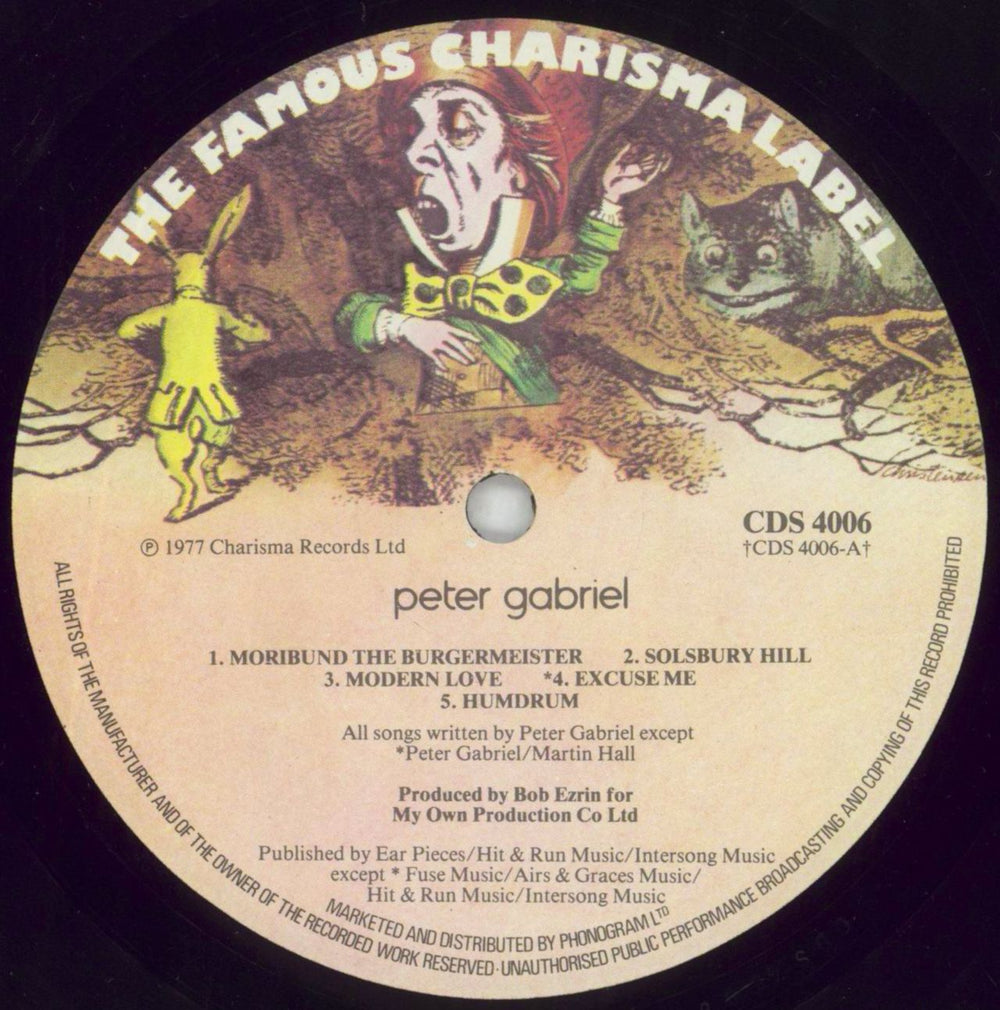 THE FAMOUS CHARISMA LABEL
Christensen
℗ 1977 Charisma Records Ltd
CDS 4006
†CDS 4006-A†
peter gabriel
1. MORIBUND THE BURGERMEISTER 2. SOLSBURY HILL
3. MODERN LOVE *4. EXCUSE ME
5. HUMDRUM
All songs written by Peter Gabriel except
*Peter Gabriel/Martin Hall
Produced by Bob Ezrin for
My Own Production Co Ltd
Published by Ear Pieces/Hit & Run Music/Intersong Music
except * Fuse Music/Airs & Graces Music/
Hit & Run Music/Intersong Music
MARKETED AND DISTRIBUTED BY PHONOGRAM LTD
ALL RIGHTS OF THE MANUFACTURER AND OF THE OWNER OF THE RECORDED WORK RESERVED·UNAUTHORISED PUBLIC PERFORMANCE BROADCASTING AND COPYING OF THIS RECORD PROHIBITED